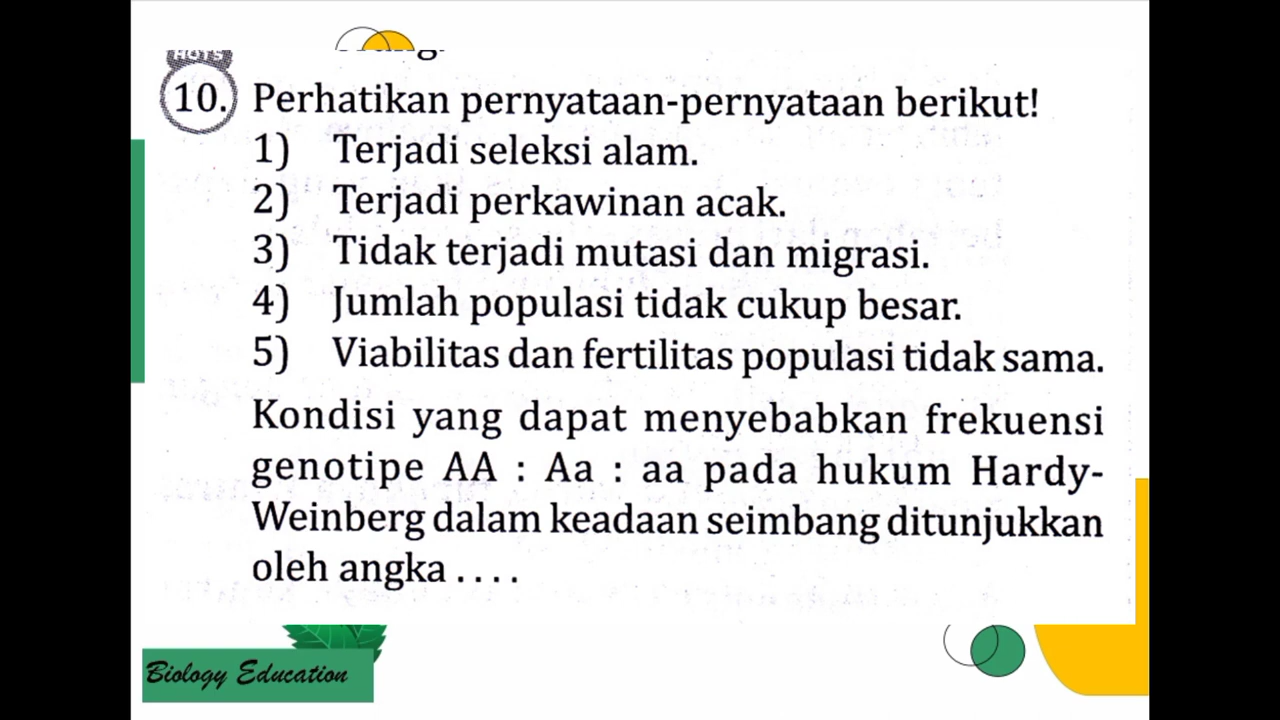 HOTS
10. Perhatikan pernyataan-pernyataan berikut!
1) Terjadi seleksi alam.
2) Terjadi perkawinan acak.
3) Tidak terjadi mutasi dan migrasi.
4) Jumlah populasi tidak cukup besar.
5) Viabilitas dan fertilitas populasi tidak sama.
Kondisi yang dapat menyebabkan frekuensi
genotipe AA : Aa : aa pada hukum Hardy-
Weinberg dalam keadaan seimbang ditunjukkan
oleh angka . . . .
Biology Education